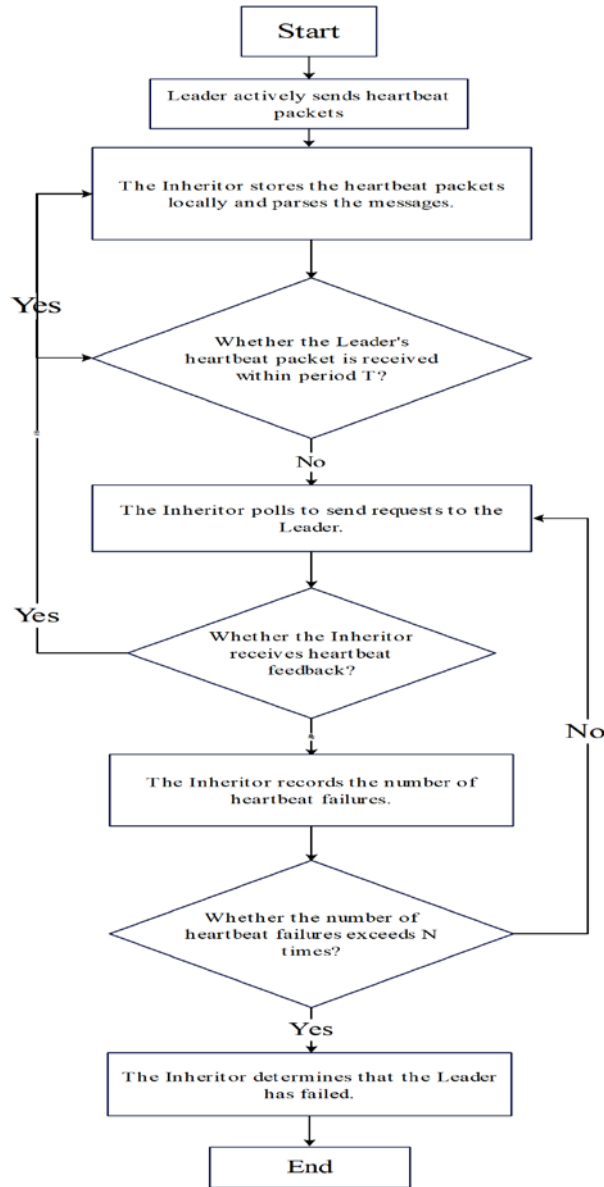 Start
Leader actively sends heartbeat
packets
The Inheritor stores the heartbeat packets
locally and parses the messages.
Yes
Whether the Leader's
heartbeat packet is received
within period T?
No
The Inheritor polls to send requests to the
Leader.
Yes
Whether the Inheritor
receives heartbeat
feedback?
No
The Inheritor records the number of
heartbeat failures.
Whether the number of
heartbeat failures exceeds N
times?
Yes
The Inheritor determines that the Leader
has failed.
End